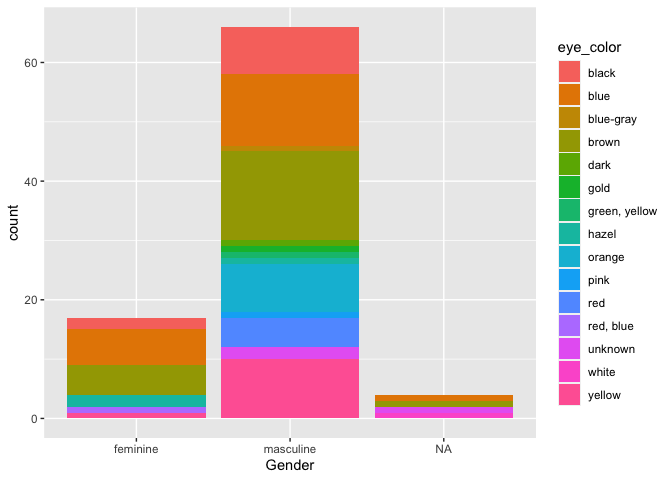 60
40
20
0
count
feminine
masculine
NA
Gender
eye_color
black
blue
blue-gray
brown
dark
gold
green, yellow
hazel
orange
pink
red
red, blue
unknown
white
yellow